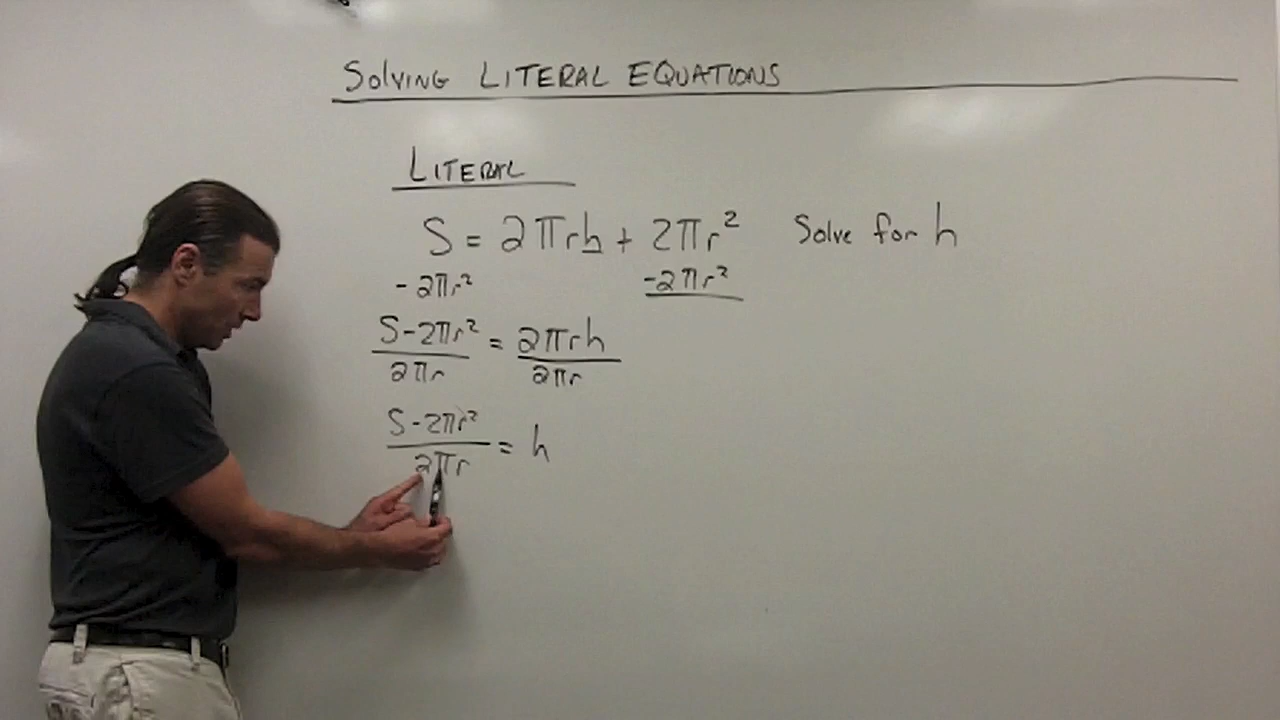 SOLVING LITERAL EQUATIONS
LITERAL
S = 2πrh + 2πr² Solve for h
-2πr² -2πr²
S-2πr² = 2πrh
2πr 2πr
S-2πr² = h
2πr